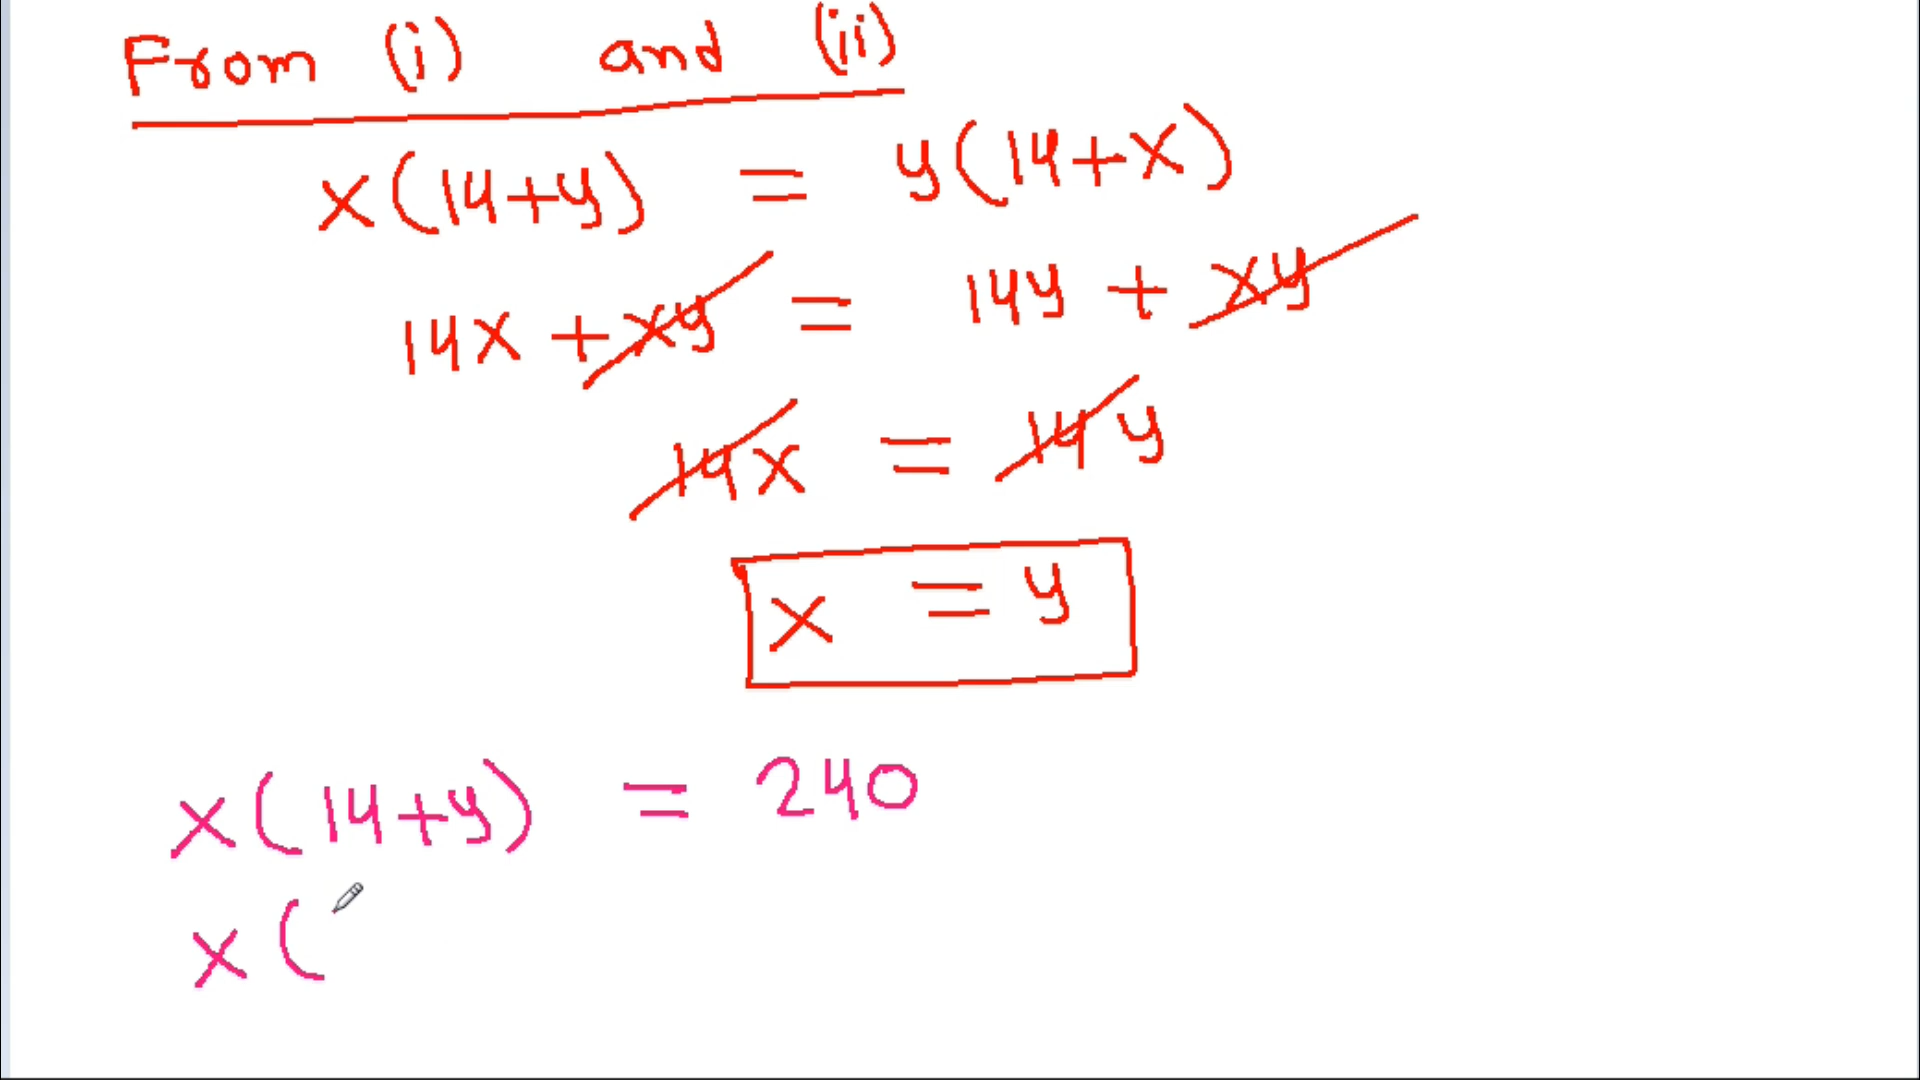 From (i) and (ii)
x(14+y) = y(14+x)
14x + xy = 14y + xy
14x = 14y
x = y
x(14+y) = 240
x(